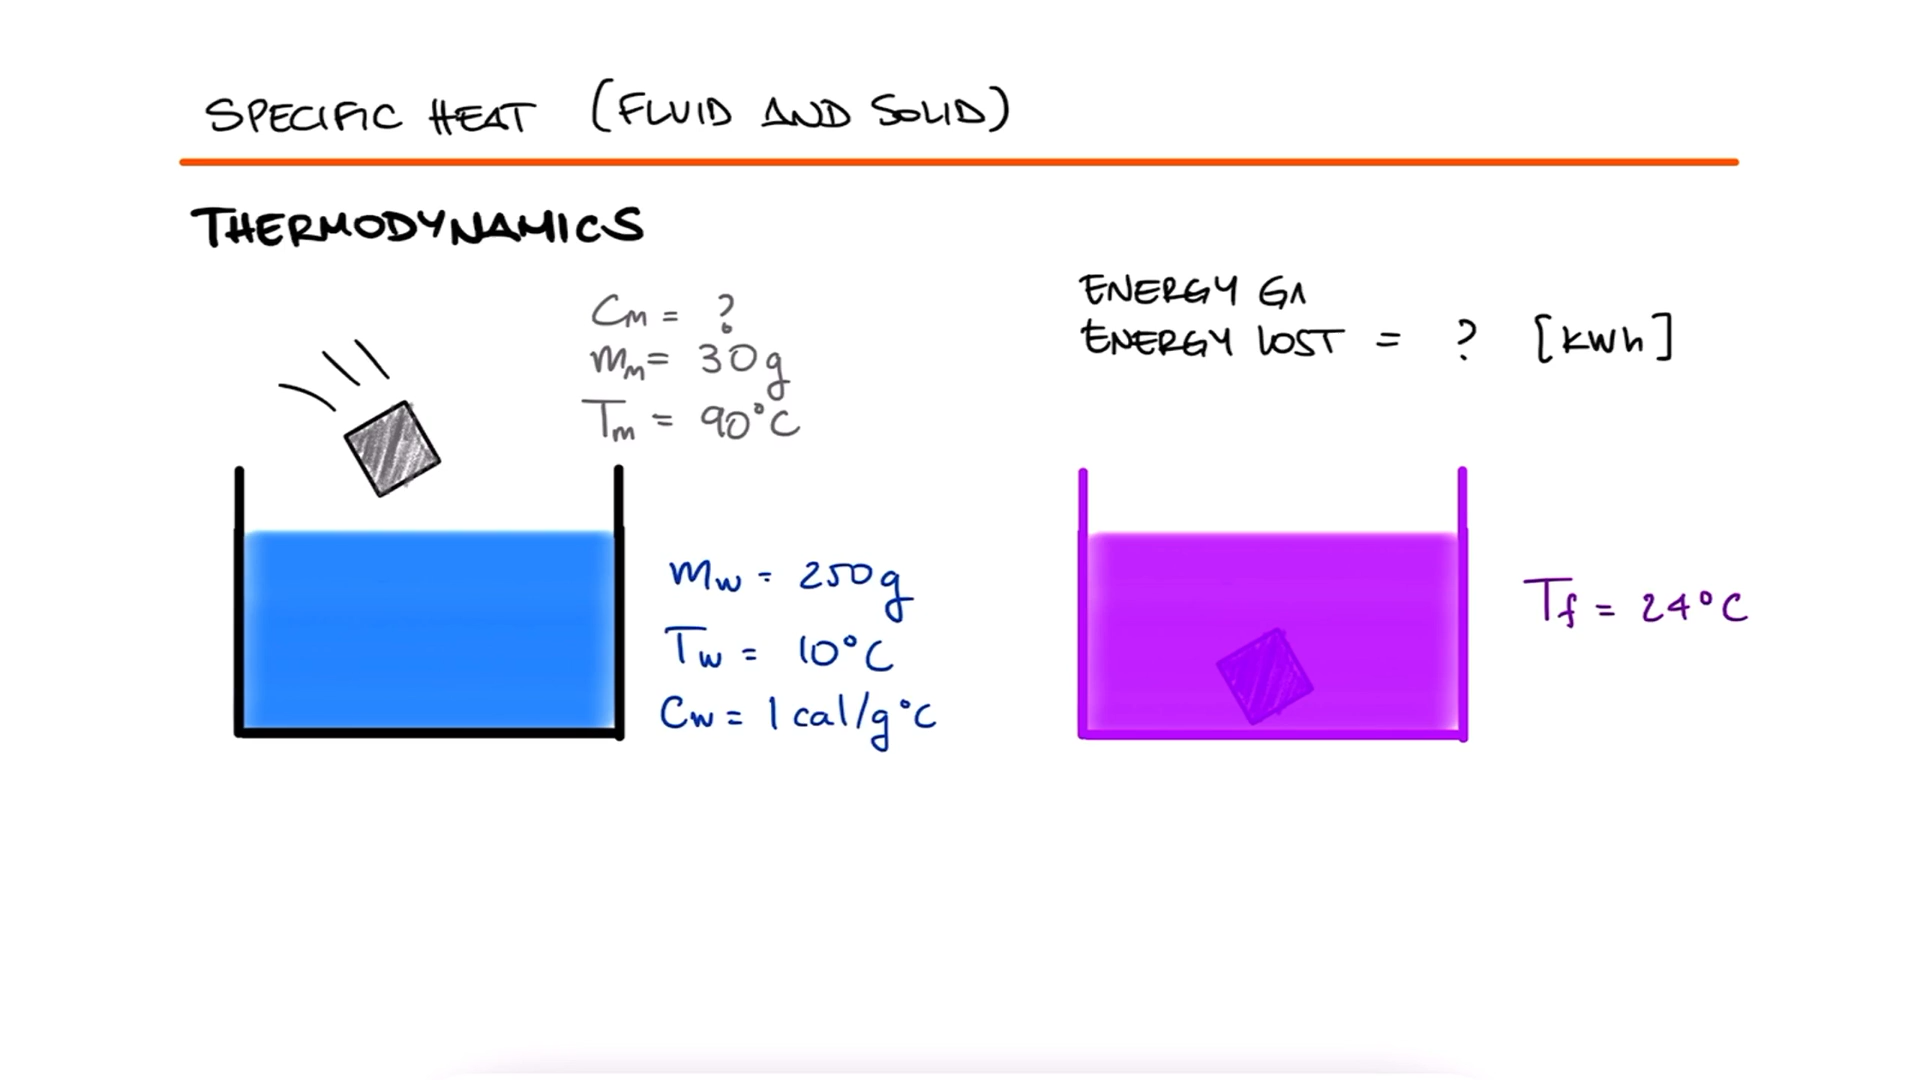 SPECIFIC HEAT (FLUID AND SOLID)
THERMODYNAMICS
Cm = ?
mm = 30g
Tm = 90°C
ENERGY GA
ENERGY LOST = ? [kWh]
mw = 250g
Tw = 10°C
Cw = 1 cal/g°C
Tf = 24°C